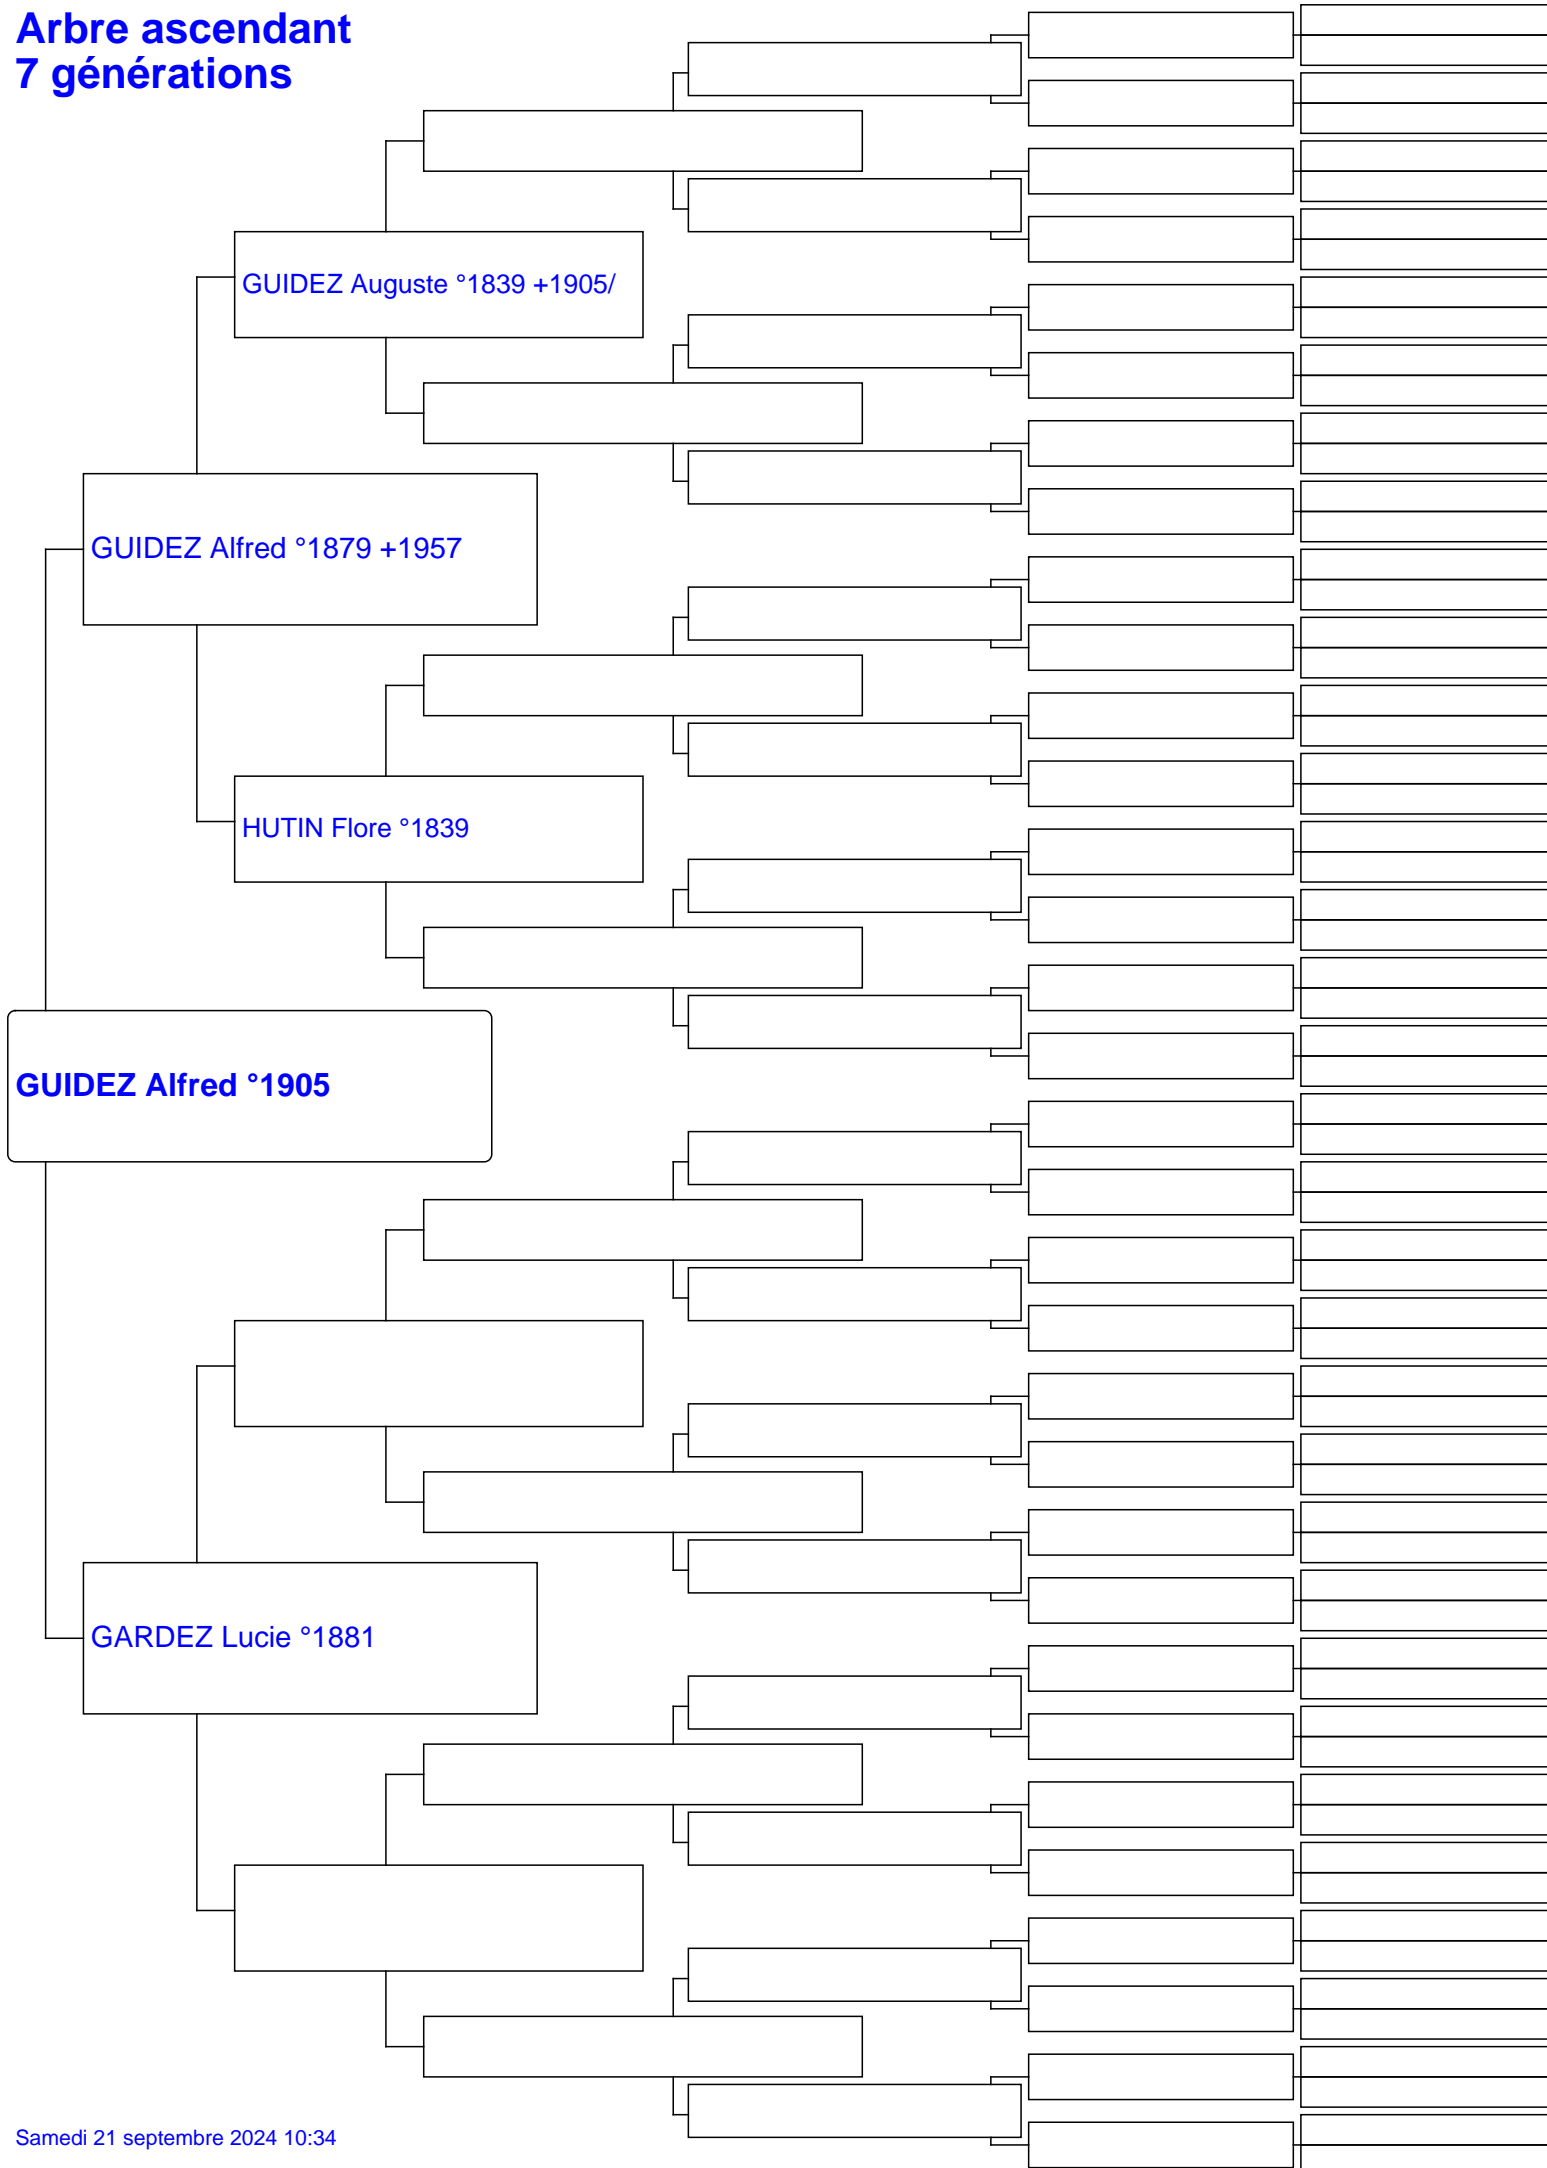 Arbre ascendant
7 générations
GUIDEZ Auguste °1839 +1905/
GUIDEZ Alfred °1879 +1957
HUTIN Flore °1839
GUIDEZ Alfred °1905
GARDEZ Lucie °1881
Samedi 21 septembre 2024 10:34